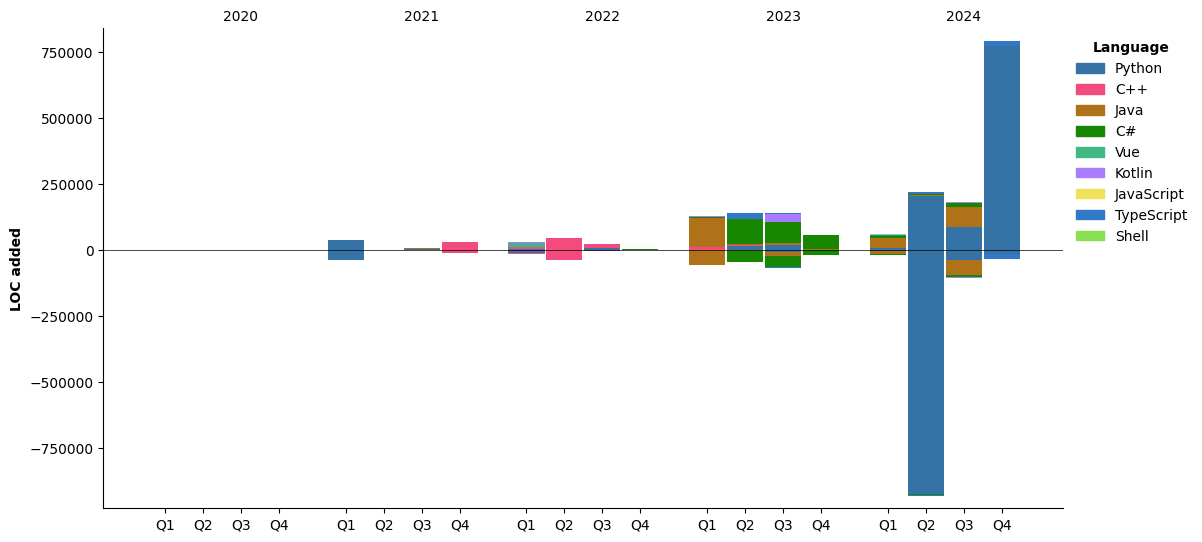 2020 2021 2022 2023 2024
LOC added
750000
500000
250000
0
−250000
−500000
−750000
Q1 Q2 Q3 Q4 Q1 Q2 Q3 Q4 Q1 Q2 Q3 Q4 Q1 Q2 Q3 Q4 Q1 Q2 Q3 Q4
Language
Python
C++
Java
C#
Vue
Kotlin
JavaScript
TypeScript
Shell